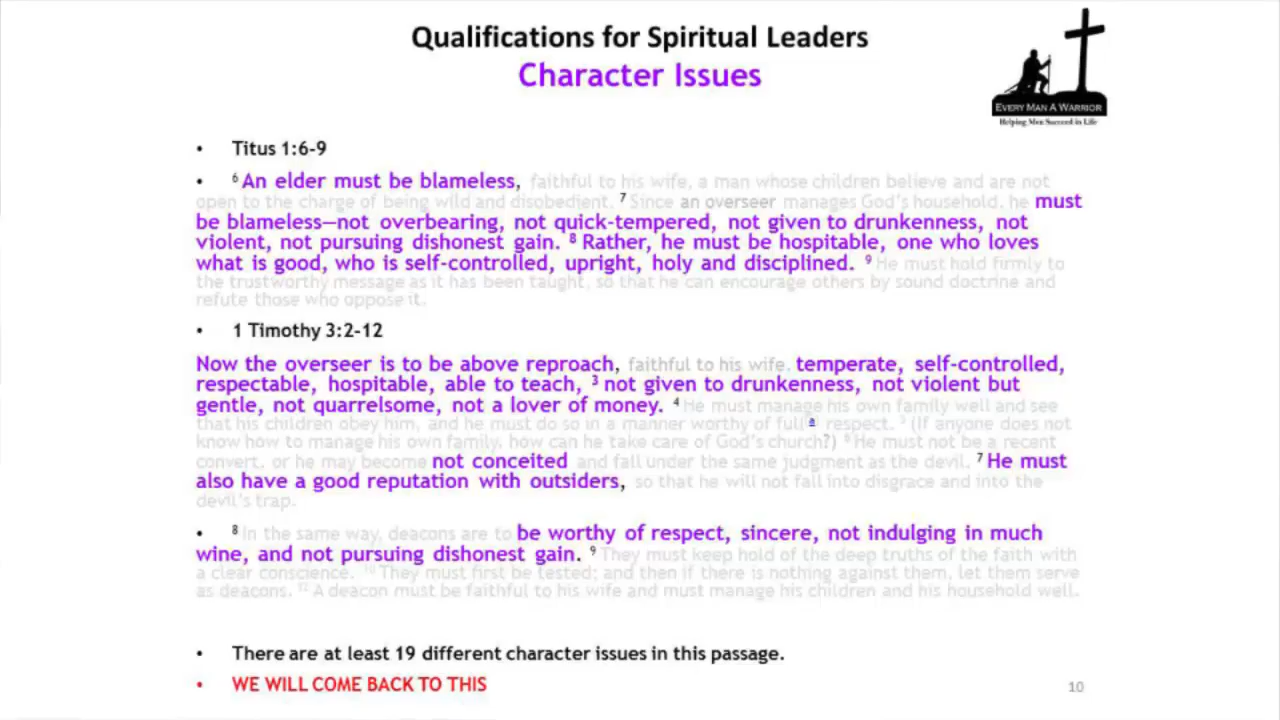 Qualifications for Spiritual Leaders
Character Issues
EVERY MAN A WARRIOR
Helping Men Succeed in Life
• Titus 1:6-9
• 6 An elder must be blameless, faithful to his wife, a man whose children believe and are not
open to the charge of being wild and disobedient. 7 Since an overseer manages God's household, he must
be blameless—not overbearing, not quick-tempered, not given to drunkenness, not
violent, not pursuing dishonest gain. 8 Rather, he must be hospitable, one who loves
what is good, who is self-controlled, upright, holy and disciplined. 9 He must hold firmly to
the trustworthy message as it has been taught, so that he can encourage others by sound doctrine and
refute those who oppose it.
• 1 Timothy 3:2-12
Now the overseer is to be above reproach, faithful to his wife, temperate, self-controlled,
respectable, hospitable, able to teach, 3 not given to drunkenness, not violent but
gentle, not quarrelsome, not a lover of money. 4 He must manage his own family well and see
that his children obey him, and he must do so in a manner worthy of full a respect. 5 (If anyone does not
know how to manage his own family, how can he take care of God's church?) 6 He must not be a recent
convert, or he may become not conceited and fall under the same judgment as the devil. 7 He must
also have a good reputation with outsiders, so that he will not fall into disgrace and into the
devil's trap.
• 8 In the same way, deacons are to be worthy of respect, sincere, not indulging in much
wine, and not pursuing dishonest gain. 9 They must keep hold of the deep truths of the faith with
a clear conscience. 10 They must first be tested; and then if there is nothing against them, let them serve
as deacons. 12 A deacon must be faithful to his wife and must manage his children and his household well.
• There are at least 19 different character issues in this passage.
• WE WILL COME BACK TO THIS
10